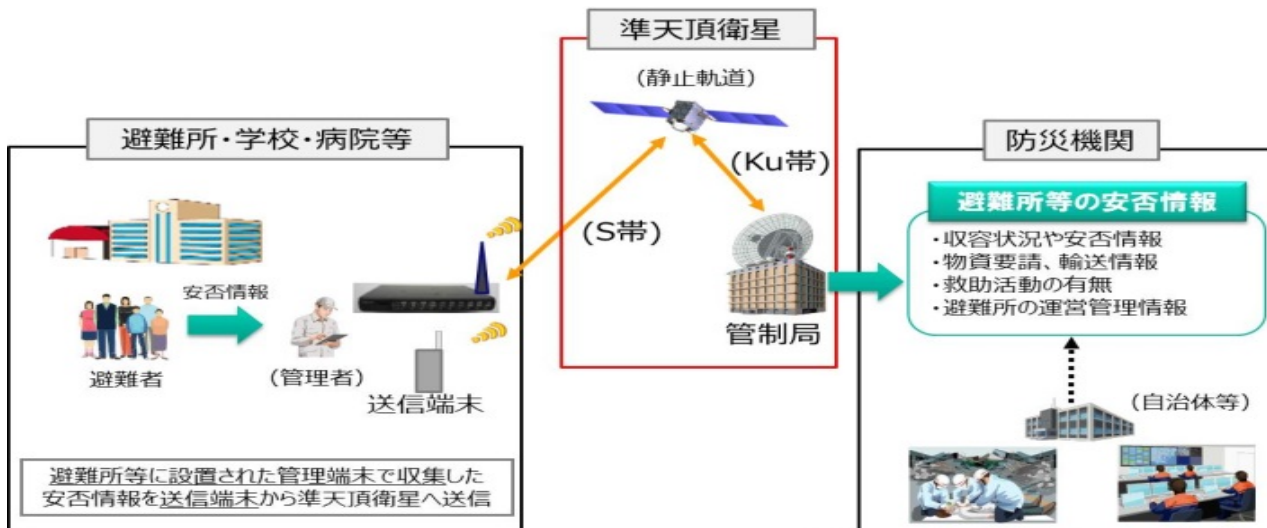 準天頂衛星
(静止軌道)
(Ku帯)
(S帯)
管制局
避難所・学校・病院等
安否情報
避難者
(管理者)
送信端末
避難所等に設置された管理端末で収集した
安否情報を送信端末から準天頂衛星へ送信
防災機関
避難所等の安否情報
・収容状況や安否情報
・物資要請、輸送情報
・救助活動の有無
・避難所の運営管理情報
(自治体等)